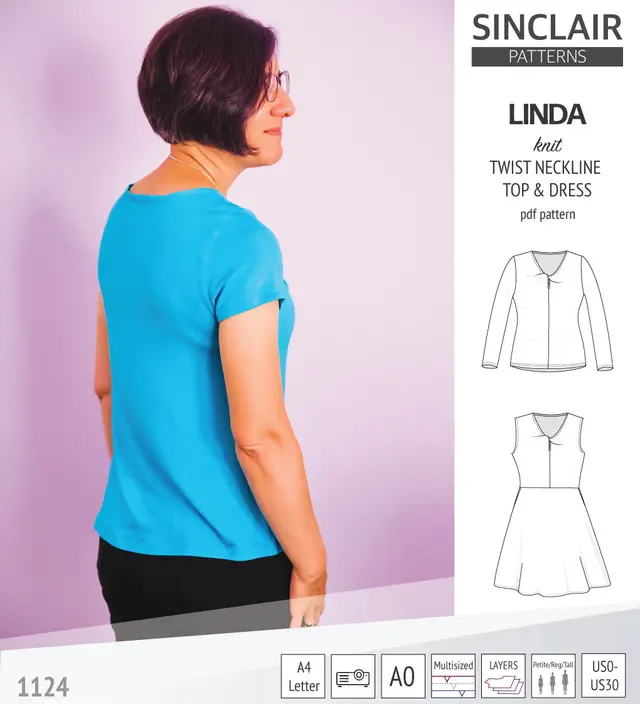 SINCLAIR
PATTERNS
LINDA
knit
TWIST NECKLINE
TOP & DRESS
pdf pattern
1124
A4
Letter
A0
Multisized
LAYERS
Petite/Reg/Tall
US0-
US30